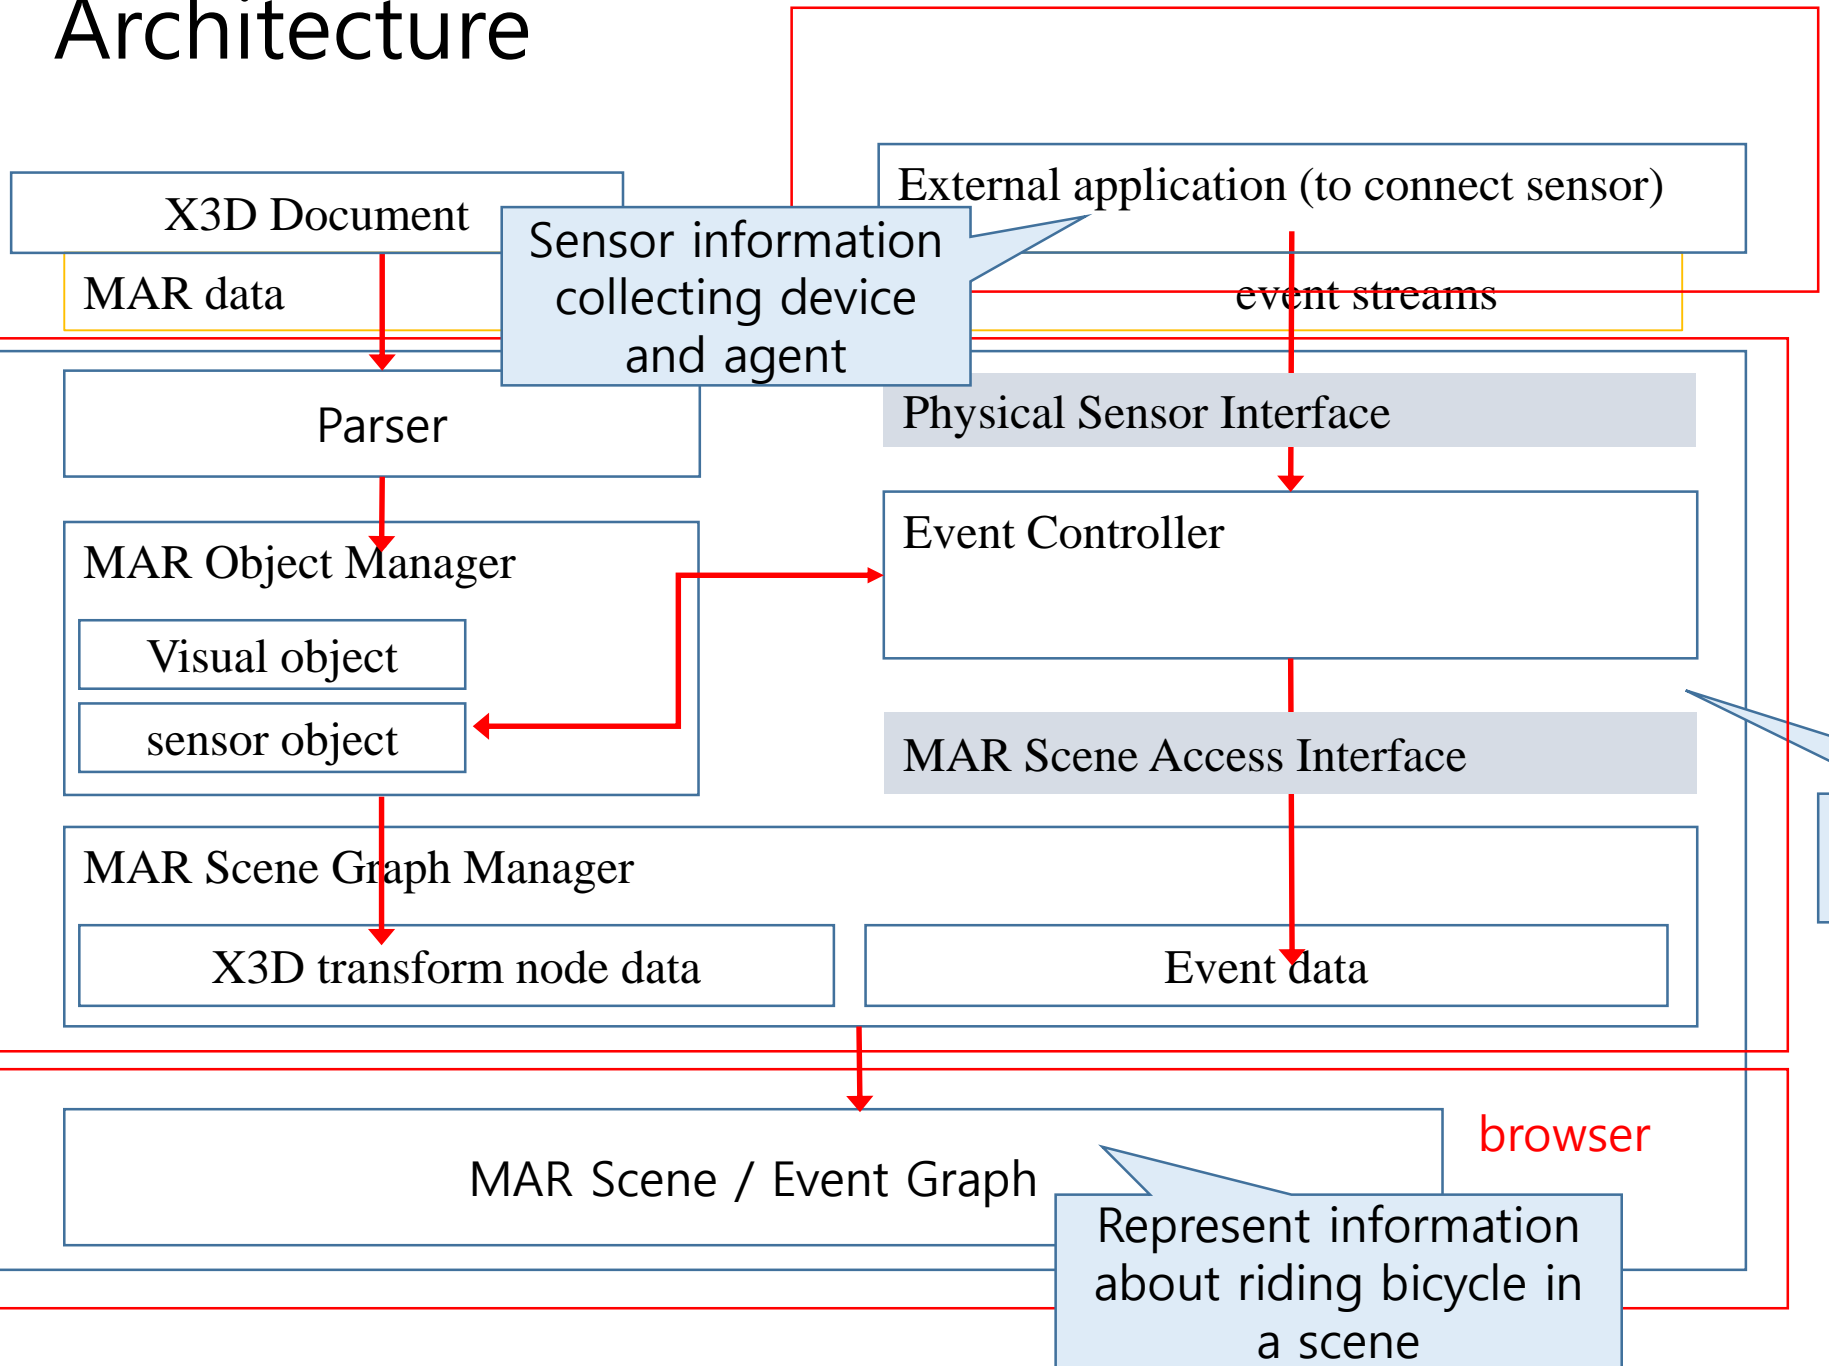 Architecture
X3D Document
External application (to connect sensor)
MAR data
Sensor information
collecting device
and agent
event streams
Parser
Physical Sensor Interface
MAR Object Manager
Event Controller
Visual object
sensor object
MAR Scene Access Interface
MAR Scene Graph Manager
X3D transform node data
Event data
browser
MAR Scene / Event Graph
Represent information
about riding bicycle in
a scene